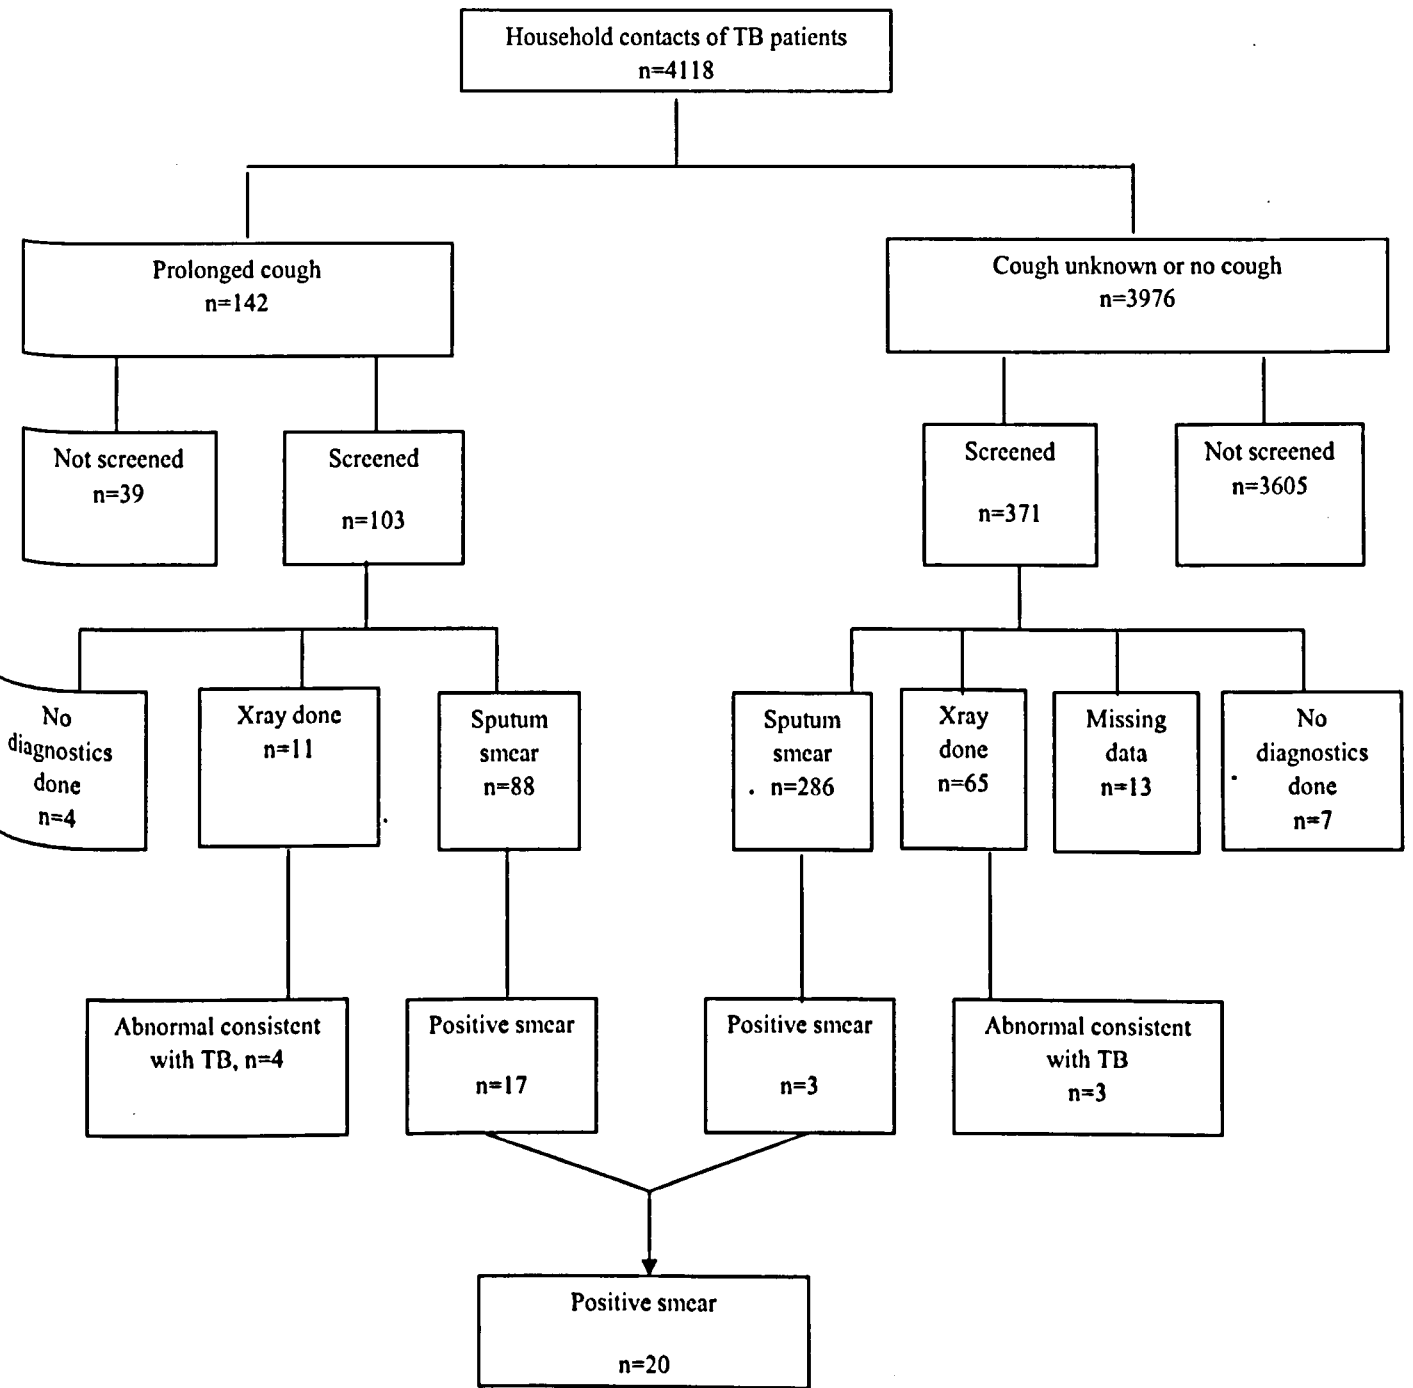 Household contacts of TB patients
n=4118
Prolonged cough
n=142
Cough unknown or no cough
n=3976
Not screened
n=39
Screened
n=103
Screened
n=371
Not screened
n=3605
No
diagnostics
done
n=4
Xray done
n=11
Sputum
smear
n=88
Sputum
smear
n=286
Xray
done
n=65
Missing
data
n=13
No
diagnostics
done
n=7
Abnormal consistent
with TB, n=4
Positive smear
n=17
Positive smear
n=3
Abnormal consistent
with TB
n=3
Positive smear
n=20